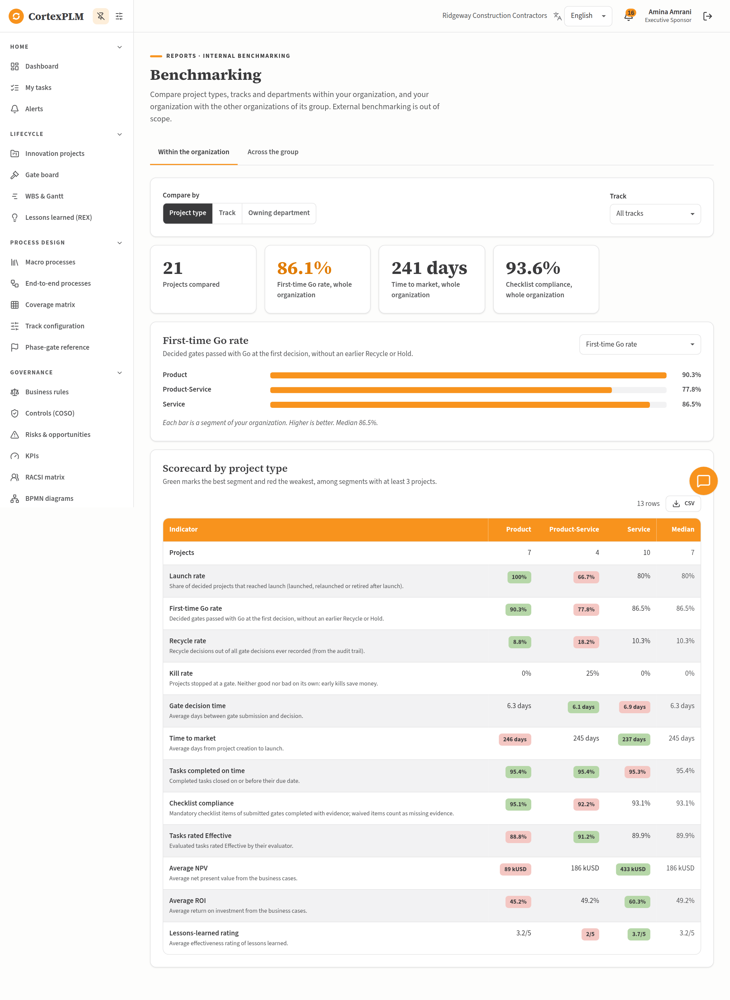 CortexPLM
Ridgeway Construction Contractors
English
16
Amina Amrani
Executive Sponsor
HOME
Dashboard
My tasks
Alerts
LIFECYCLE
Innovation projects
Gate board
WBS & Gantt
Lessons learned (REX)
PROCESS DESIGN
Macro processes
End-to-end processes
Coverage matrix
Track configuration
Phase-gate reference
GOVERNANCE
Business rules
Controls (COSO)
Risks & opportunities
KPIs
RACSI matrix
BPMN diagrams
REPORTS · INTERNAL BENCHMARKING
Benchmarking
Compare project types, tracks and departments within your organization, and your
organization with the other organizations of its group. External benchmarking is out of
scope.
Within the organization
Across the group
Compare by
Project type
Track
Owning department
Track
All tracks
21
Projects compared
86.1%
First-time Go rate, whole
organization
241 days
Time to market, whole
organization
93.6%
Checklist compliance,
whole organization
First-time Go rate
Decided gates passed with Go at the first decision, without an earlier Recycle or Hold.
First-time Go rate
Product 90.3%
Product-Service 77.8%
Service 86.5%
Each bar is a segment of your organization. Higher is better. Median 86.5%.
Scorecard by project type
Green marks the best segment and red the weakest, among segments with at least 3 projects.
13 rows
CSV
Indicator Product Product-Service Service Median
Projects 7 4 10 7
Launch rate 100% 66.7% 80% 80%
Share of decided projects that reached launch (launched, relaunched or retired after launch).
First-time Go rate 90.3% 77.8% 86.5% 86.5%
Decided gates passed with Go at the first decision, without an earlier Recycle or Hold.
Recycle rate 8.8% 18.2% 10.3% 10.3%
Recycle decisions out of all gate decisions ever recorded (from the audit trail).
Kill rate 0% 25% 0% 0%
Projects stopped at a gate. Neither good nor bad on its own: early kills save money.
Gate decision time 6.3 days 6.1 days 6.9 days 6.3 days
Average days between gate submission and decision.
Time to market 246 days 245 days 237 days 245 days
Average days from project creation to launch.
Tasks completed on time 95.4% 95.4% 95.3% 95.4%
Completed tasks closed on or before their due date.
Checklist compliance 95.1% 92.2% 93.1% 93.1%
Mandatory checklist items of submitted gates completed with evidence; waived items count as missing evidence.
Tasks rated Effective 88.8% 91.2% 89.9% 89.9%
Evaluated tasks rated Effective by their evaluator.
Average NPV 89 kUSD 186 kUSD 433 kUSD 186 kUSD
Average net present value from the business cases.
Average ROI 45.2% 49.2% 60.3% 49.2%
Average return on investment from the business cases.
Lessons-learned rating 3.2/5 2/5 3.7/5 3.2/5
Average effectiveness rating of lessons learned.